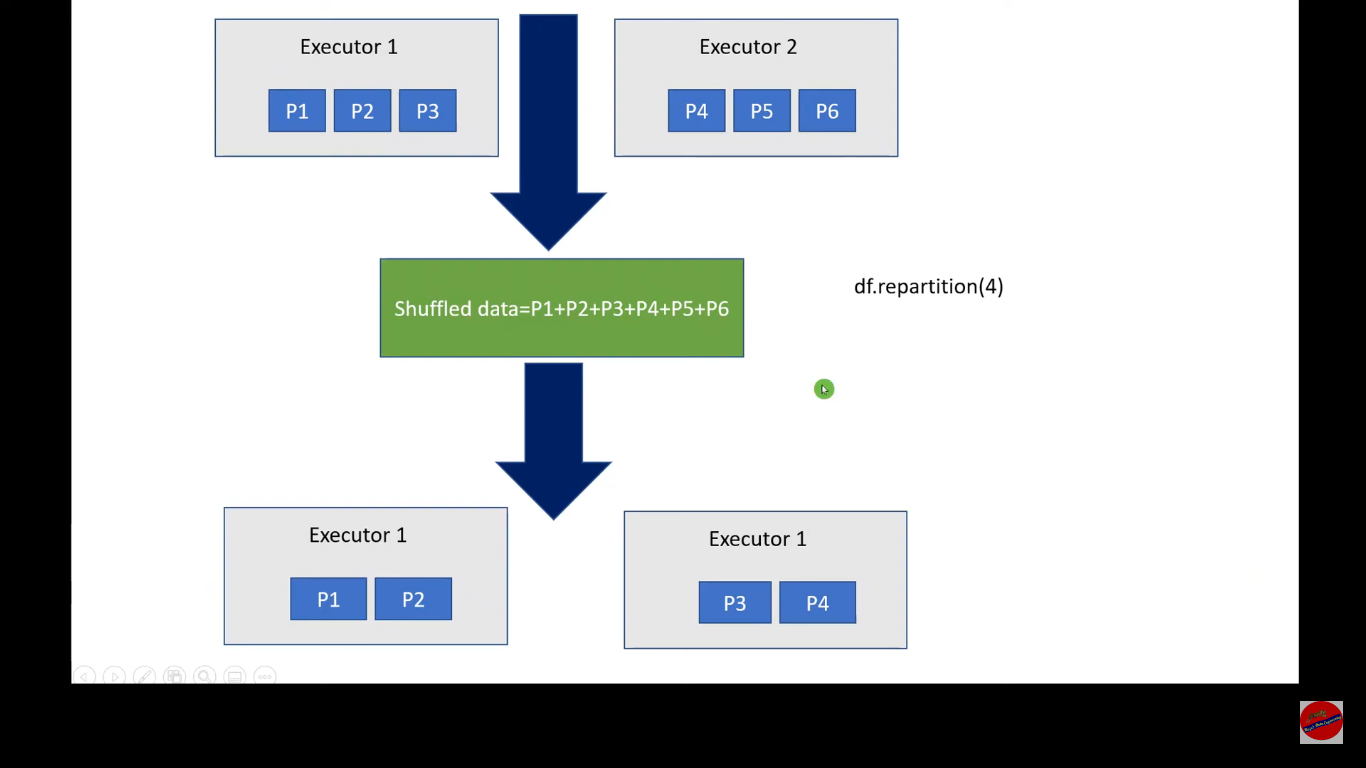 Executor 1
Executor 2
P1 P2 P3
P4 P5 P6
Shuffled data=P1+P2+P3+P4+P5+P6
df.repartition(4)
Executor 1
Executor 1
P1 P2
P3 P4